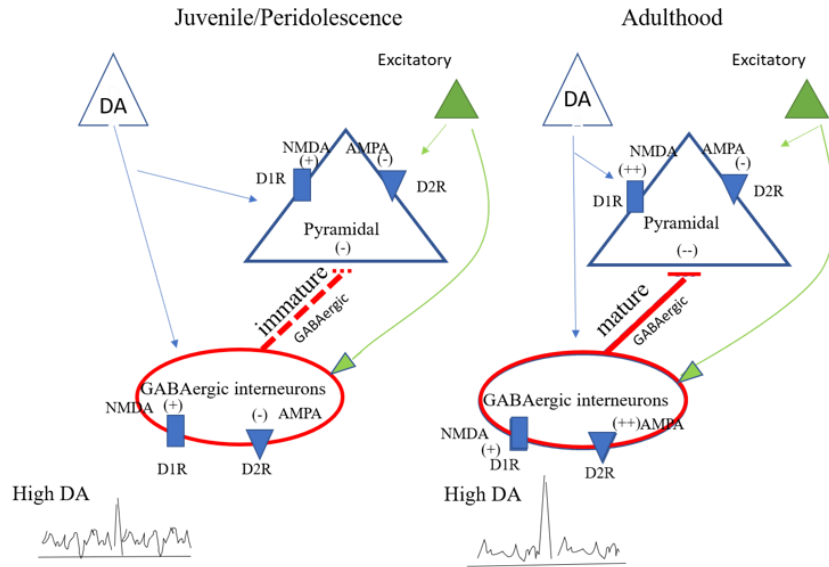 Juvenile/Peridolescence
Adulthood
Excitatory
DA
NMDA
(+)
AMPA
(-)
D1R
D2R
Pyramidal
(-)
immature
GABAergic
GABAergic interneurons
NMDA
(+)
(-)
AMPA
D1R
D2R
High DA
Excitatory
DA
NMDA
(++)
AMPA
(-)
D1R
D2R
Pyramidal
(--)
mature
GABAergic
GABAergic interneurons
NMDA
(+)
(++)AMPA
D1R
D2R
High DA